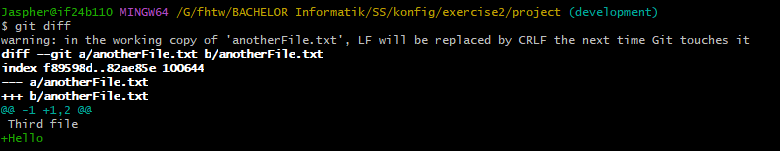 Jaspher@if24b110 MINGW64 /G/fhtw/BACHELOR Informatik/SS/konfig/exercise2/project (development)
$ git diff
warning: in the working copy of 'anotherFile.txt', LF will be replaced by CRLF the next time Git touches it
diff --git a/anotherFile.txt b/anotherFile.txt
index f89598d..82ae85e 100644
--- a/anotherFile.txt
+++ b/anotherFile.txt
@@ -1 +1,2 @@
 Third file
+Hello